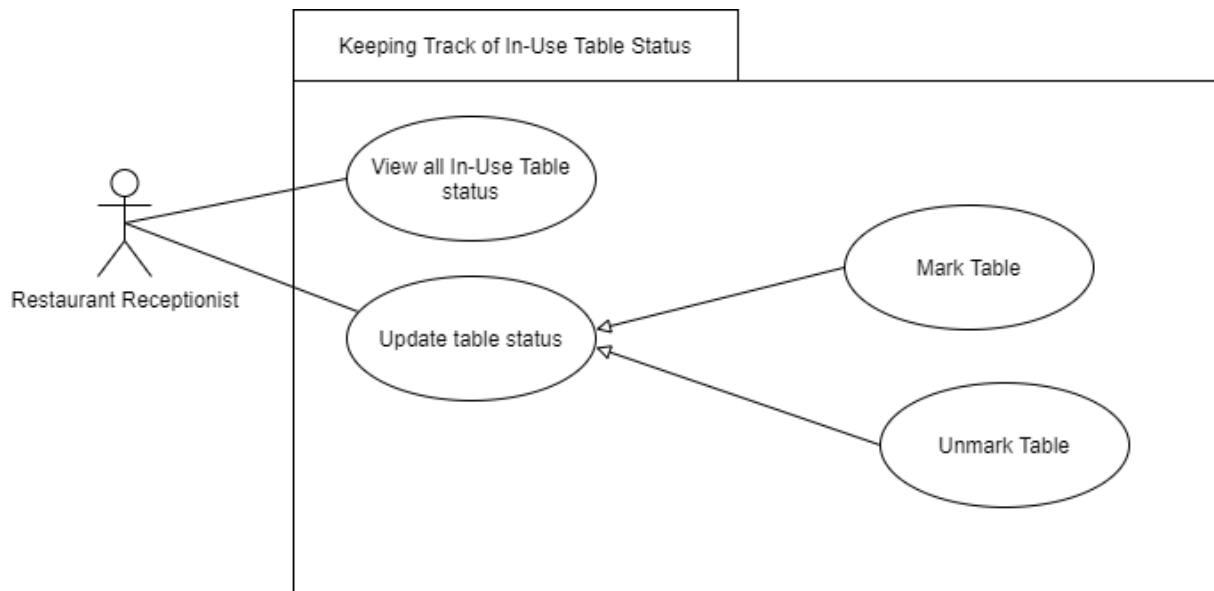 Keeping Track of In-Use Table Status
View all In-Use Table
status
Restaurant Receptionist
Mark Table
Update table status
Unmark Table